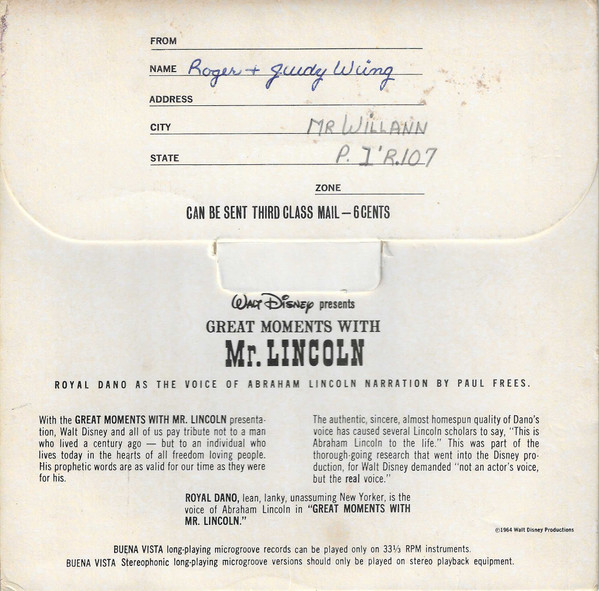 FROM
NAME Roger + Judy Wüng
ADDRESS
CITY MR WILLANN
STATE P. I'R.107
ZONE
CAN BE SENT THIRD CLASS MAIL — 6 CENTS
WALT DISNEY presents
GREAT MOMENTS WITH
Mr. LINCOLN
ROYAL DANO AS THE VOICE OF ABRAHAM LINCOLN NARRATION BY PAUL FREES.
With the GREAT MOMENTS WITH MR. LINCOLN presenta-
tion, Walt Disney and all of us pay tribute not to a man
who lived a century ago — but to an individual who
lives today in the hearts of all freedom loving people.
His prophetic words are as valid for our time as they were
for his.
The authentic, sincere, almost homespun quality of Dano's
voice has caused several Lincoln scholars to say, "This is
Abraham Lincoln to the life." This was part of the
thorough-going research that went into the Disney pro-
duction, for Walt Disney demanded "not an actor's voice,
but the real voice."
ROYAL DANO, lean, lanky, unassuming New Yorker, is the
voice of Abraham Lincoln in "GREAT MOMENTS WITH
MR. LINCOLN."
©1964 Walt Disney Productions
BUENA VISTA long-playing microgroove records can be played only on 33⅓ RPM instruments.
BUENA VISTA Stereophonic long-playing microgroove versions should only be played on stereo playback equipment.